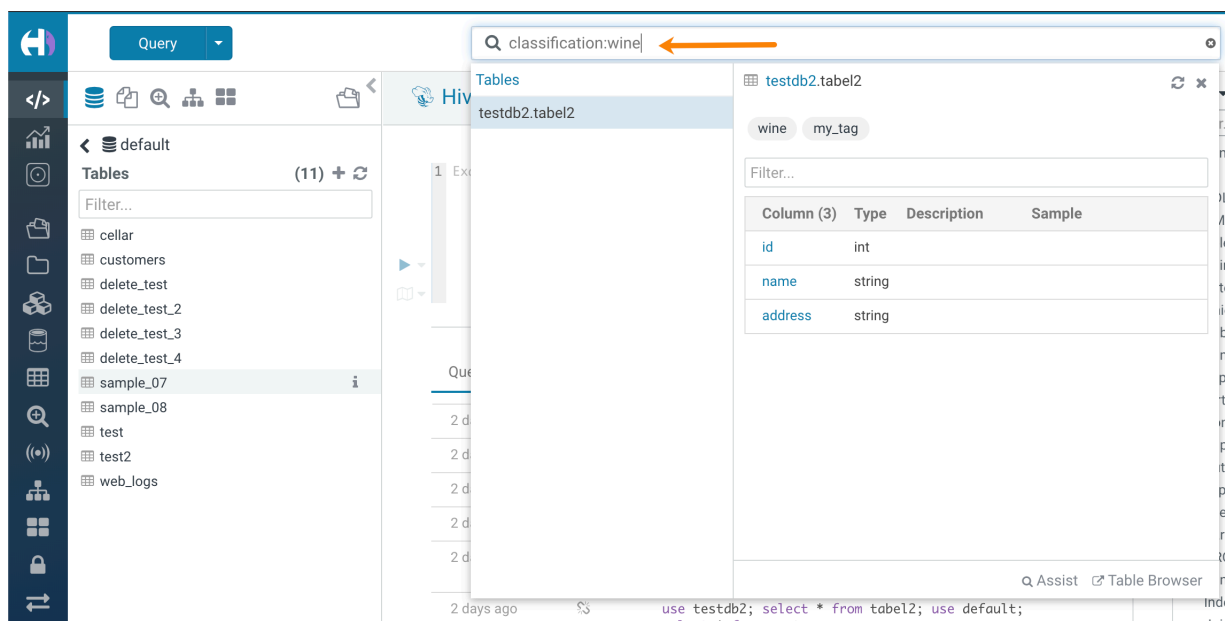 Query
classification:wine
Tables
testdb2.tabel2
testdb2.tabel2
wine my_tag
Filter...
Column (3) Type Description Sample
id int
name string
address string
Assist Table Browser
</>
default
Tables (11)
Filter...
cellar
customers
delete_test
delete_test_2
delete_test_3
delete_test_4
sample_07
sample_08
test
test2
web_logs
1
2 days ago use testdb2; select * from tabel2; use default;